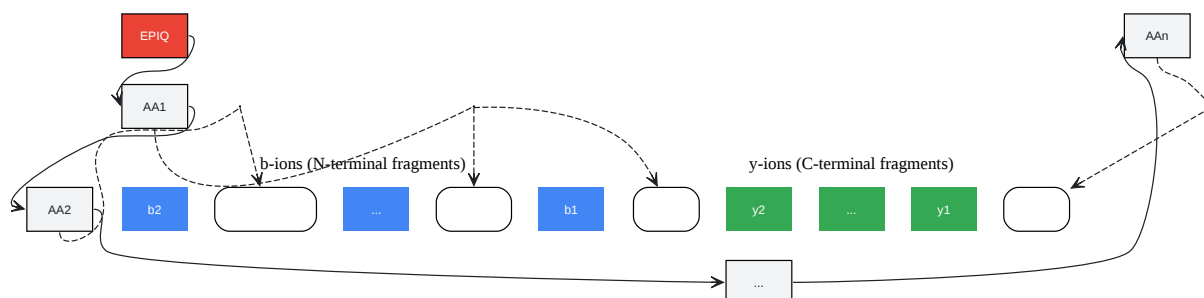 EPIQ
AAn
AA1
b-ions (N-terminal fragments)
y-ions (C-terminal fragments)
AA2
b2
...
b1
y2
...
y1
...